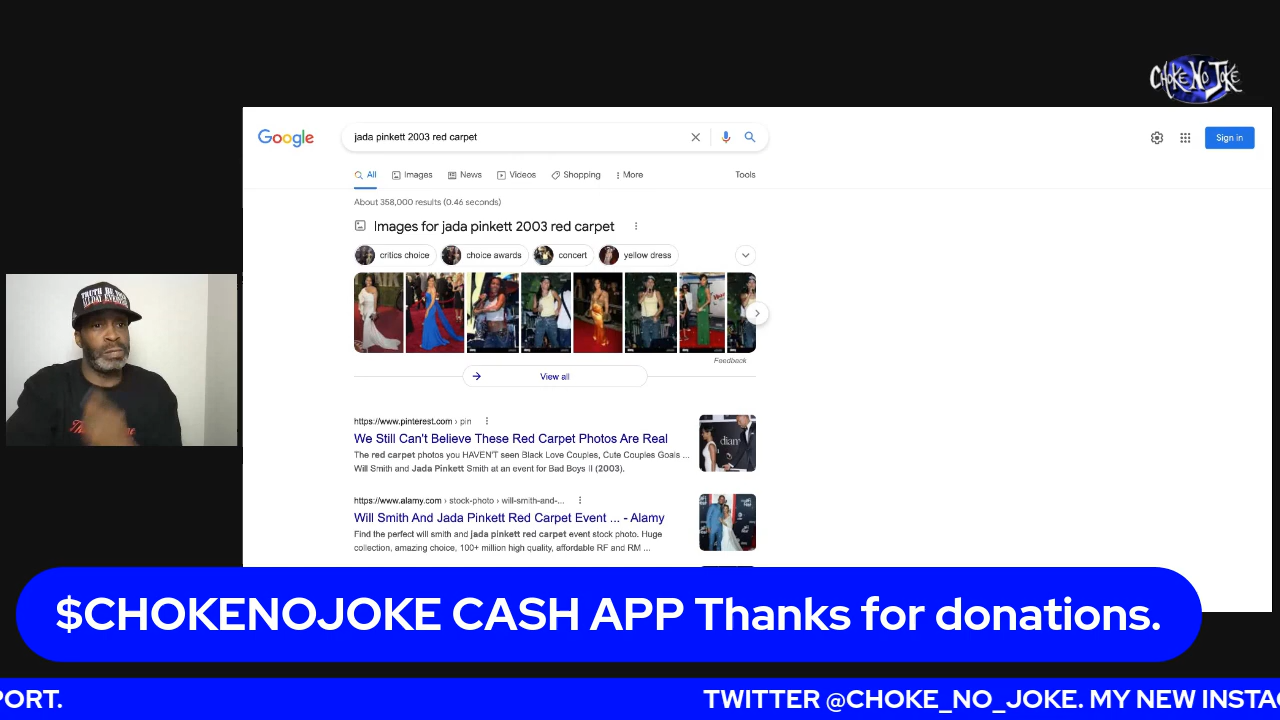 CHOKE NO JOKE
Google
jada pinkett 2003 red carpet
Sign in
All
Images
News
Videos
Shopping
More
Tools
About 358,000 results (0.46 seconds)
Images for jada pinkett 2003 red carpet
critics choice
choice awards
concert
yellow dress
Feedback
View all
https://www.pinterest.com › pin
We Still Can't Believe These Red Carpet Photos Are Real
The red carpet photos you HAVEN'T seen Black Love Couples, Cute Couples Goals ...
Will Smith and Jada Pinkett Smith at an event for Bad Boys II (2003).
https://www.alamy.com › stock-photo › will-smith-and-...
Will Smith And Jada Pinkett Red Carpet Event ... - Alamy
Find the perfect will smith and jada pinkett red carpet event stock photo. Huge
collection, amazing choice, 100+ million high quality, affordable RF and RM ...
$CHOKENOJOKE CASH APP Thanks for donations.
PORT.
TWITTER @CHOKE_NO_JOKE. MY NEW INSTAG